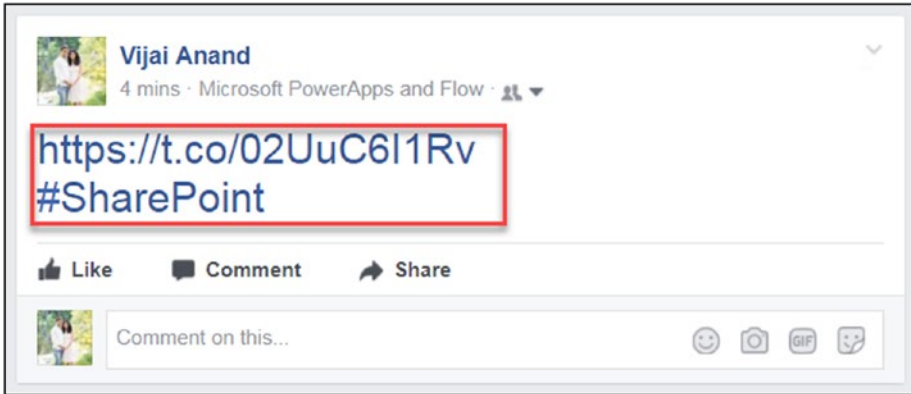 Vijai Anand
4 mins · Microsoft PowerApps and Flow ·
https://t.co/02UuC6I1Rv
#SharePoint
Like Comment Share
Comment on this...
GIF